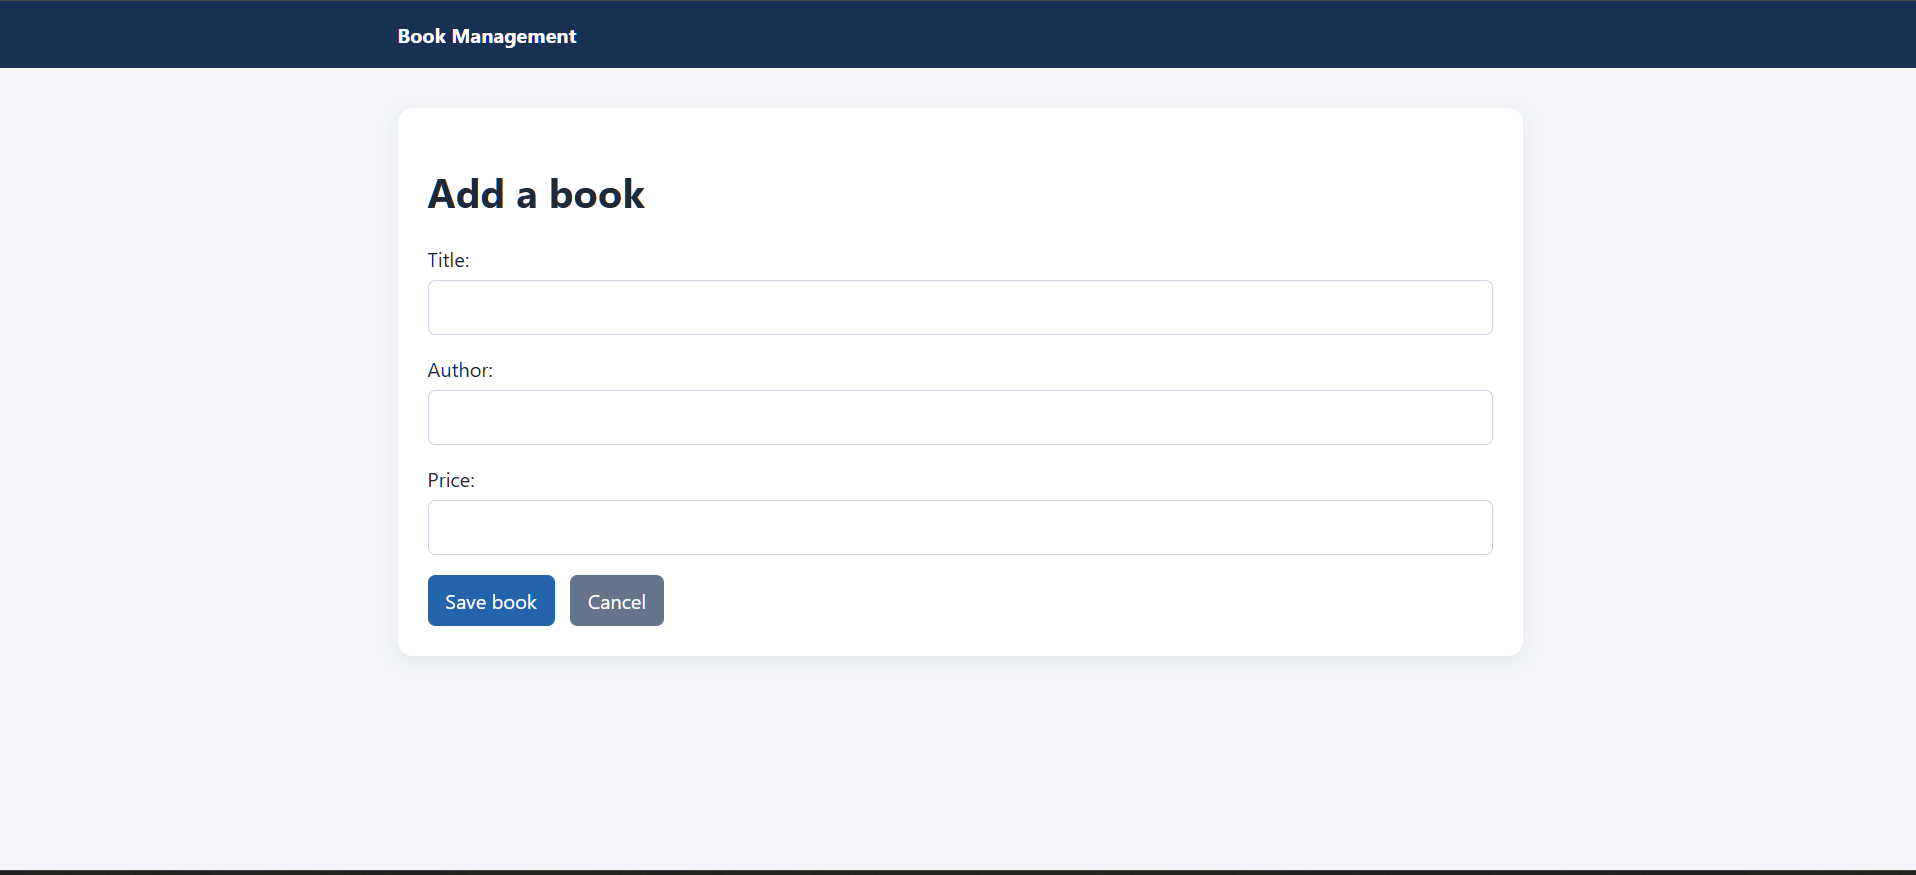 Book Management
Add a book
Title:
Author:
Price:
Save book Cancel